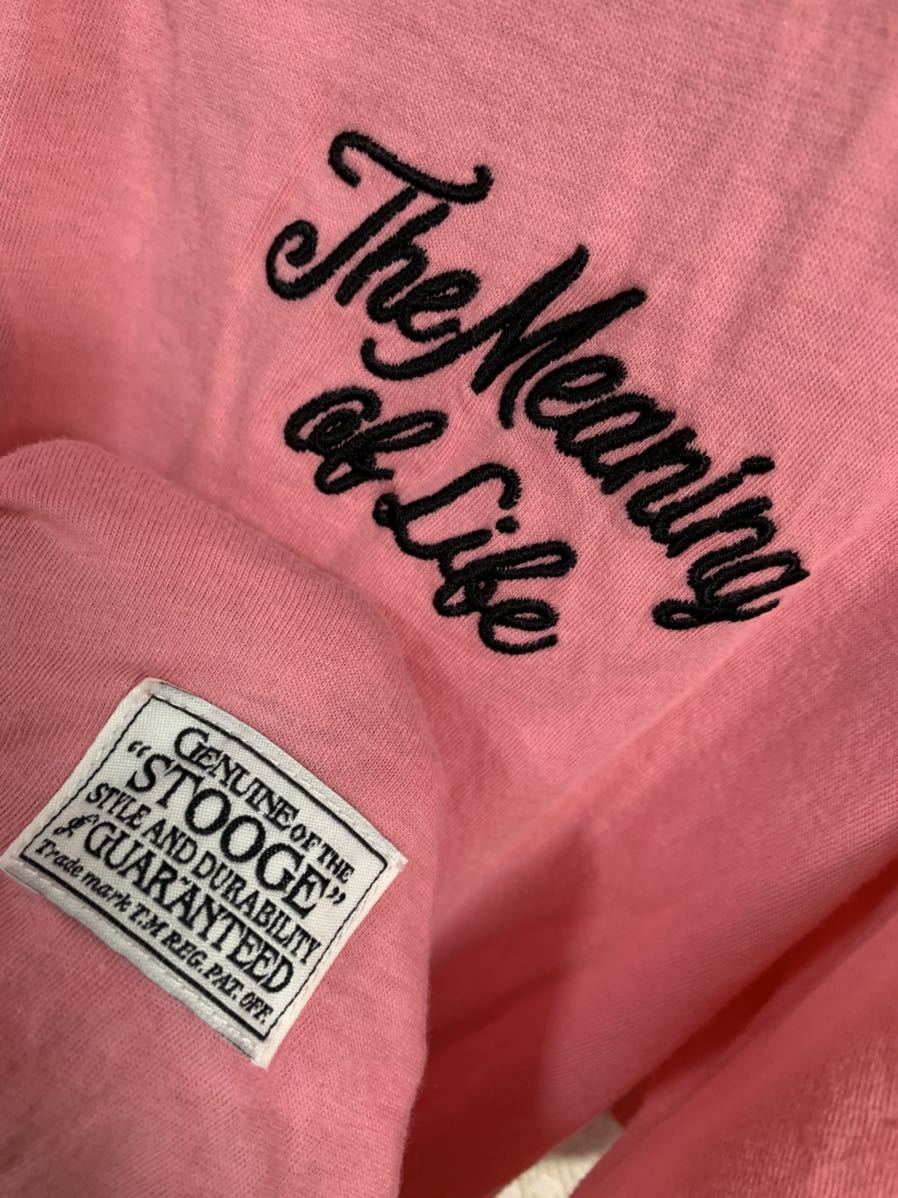 The Meaning
of Life
GENUINE OF THE
"STOOGE"
STYLE AND DURABILITY
& GUARANTEED
Trade mark T.M REG. PAT. OFF.